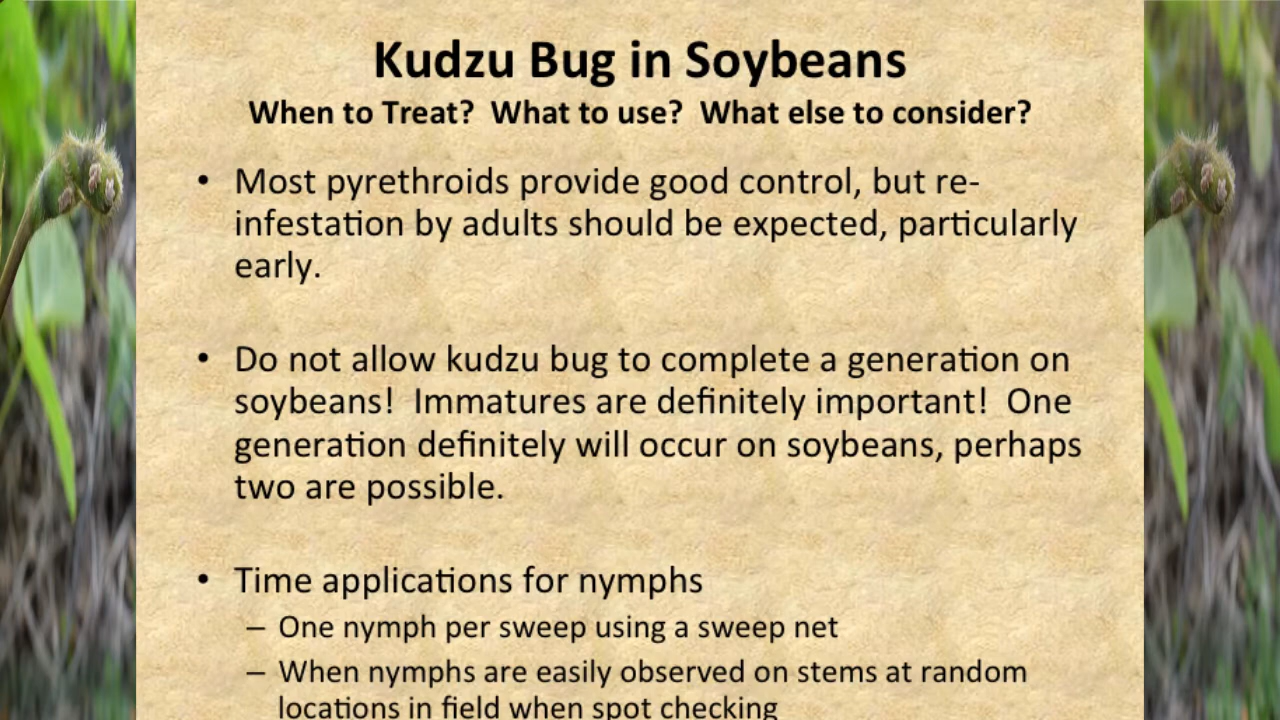 Kudzu Bug in Soybeans
When to Treat?  What to use?  What else to consider?
• Most pyrethroids provide good control, but re-
infestation by adults should be expected, particularly
early.
• Do not allow kudzu bug to complete a generation on
soybeans!  Immatures are definitely important!  One
generation definitely will occur on soybeans, perhaps
two are possible.
• Time applications for nymphs
– One nymph per sweep using a sweep net
– When nymphs are easily observed on stems at random
locations in field when spot checking